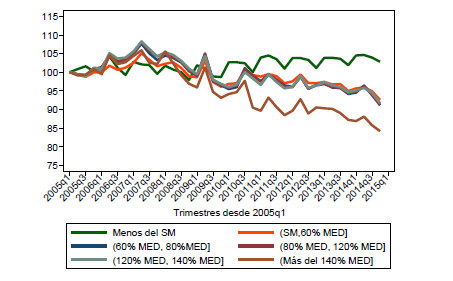 115
110
105
100
95
90
85
80
75
2005q1
2005q3
2006q1
2006q3
2007q1
2007q3
2008q1
2008q3
2009q1
2009q3
2010q1
2010q3
2011q1
2011q3
2012q1
2012q3
2013q1
2013q3
2014q1
2014q3
2015q1
Trimestres desde 2005q1
Menos del SM (SM,60% MED]
(60% MED, 80%MED] (80% MED, 120% MED]
(120% MED, 140% MED] (Más del 140% MED]